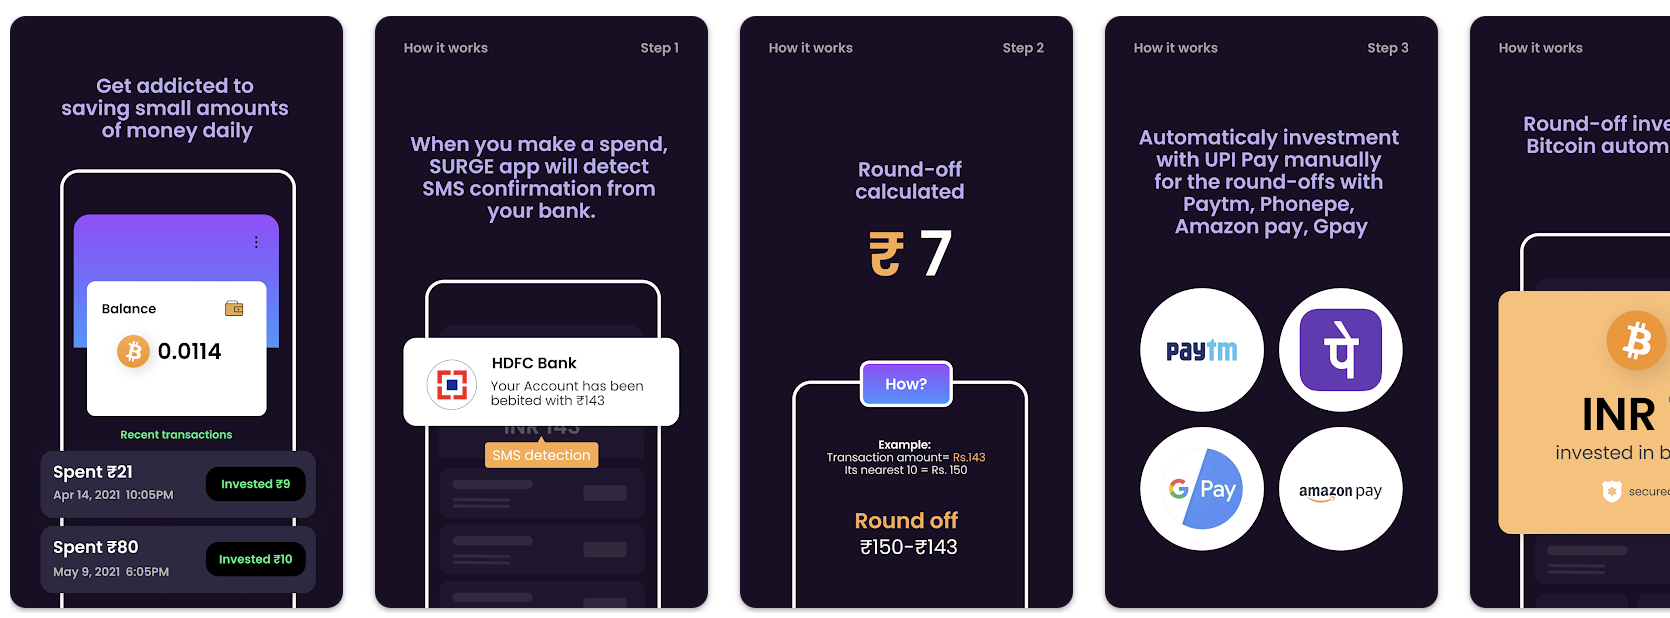 Get addicted to
saving small amounts
of money daily
Balance
0.0114
Recent transactions
Spent ₹21
Apr 14, 2021 10:05PM
Invested ₹9
Spent ₹80
May 9, 2021 6:05PM
Invested ₹10
How it works
Step 1
When you make a spend,
SURGE app will detect
SMS confirmation from
your bank.
HDFC Bank
Your Account has been
bebited with ₹143
INR 143
SMS detection
How it works
Step 2
Round-off
calculated
₹ 7
How?
Example:
Transaction amount= Rs.143
Its nearest 10 = Rs. 150
Round off
₹150-₹143
How it works
Step 3
Automaticaly investment
with UPI Pay manually
for the round-offs with
Paytm, Phonepe,
Amazon pay, Gpay
paytm
पे
G Pay
amazon pay
How it works
Round-off inve
Bitcoin autom
INR
invested in b
secured